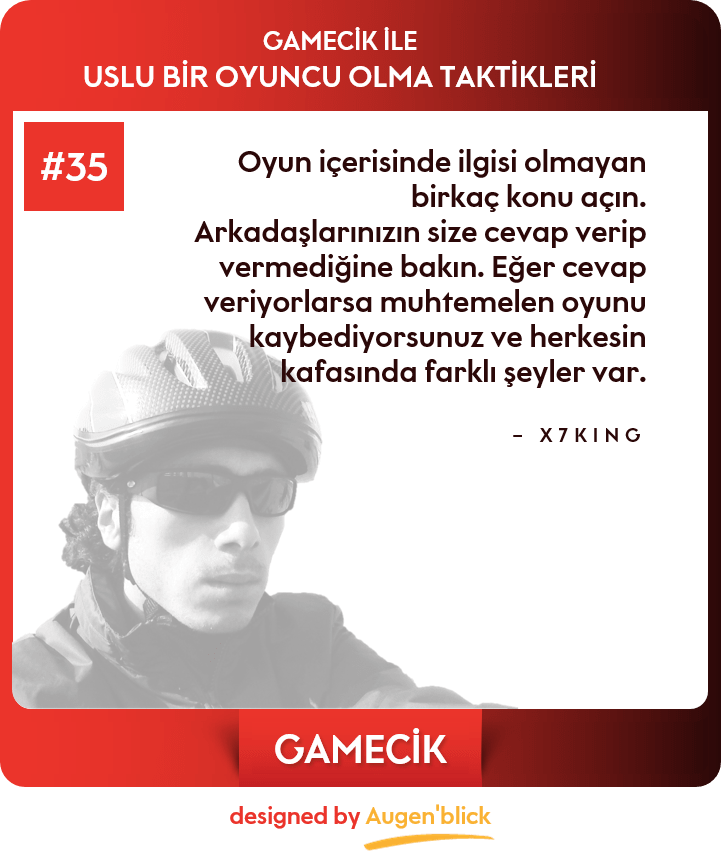 GAMECİK İLE
USLU BİR OYUNCU OLMA TAKTİKLERİ
#35
Oyun içerisinde ilgisi olmayan
birkaç konu açın.
Arkadaşlarınızın size cevap verip
vermediğine bakın. Eğer cevap
veriyorlarsa muhtemelen oyunu
kaybediyorsunuz ve herkesin
kafasında farklı şeyler var.
– X7KING
GAMECİK
designed by Augen'blick